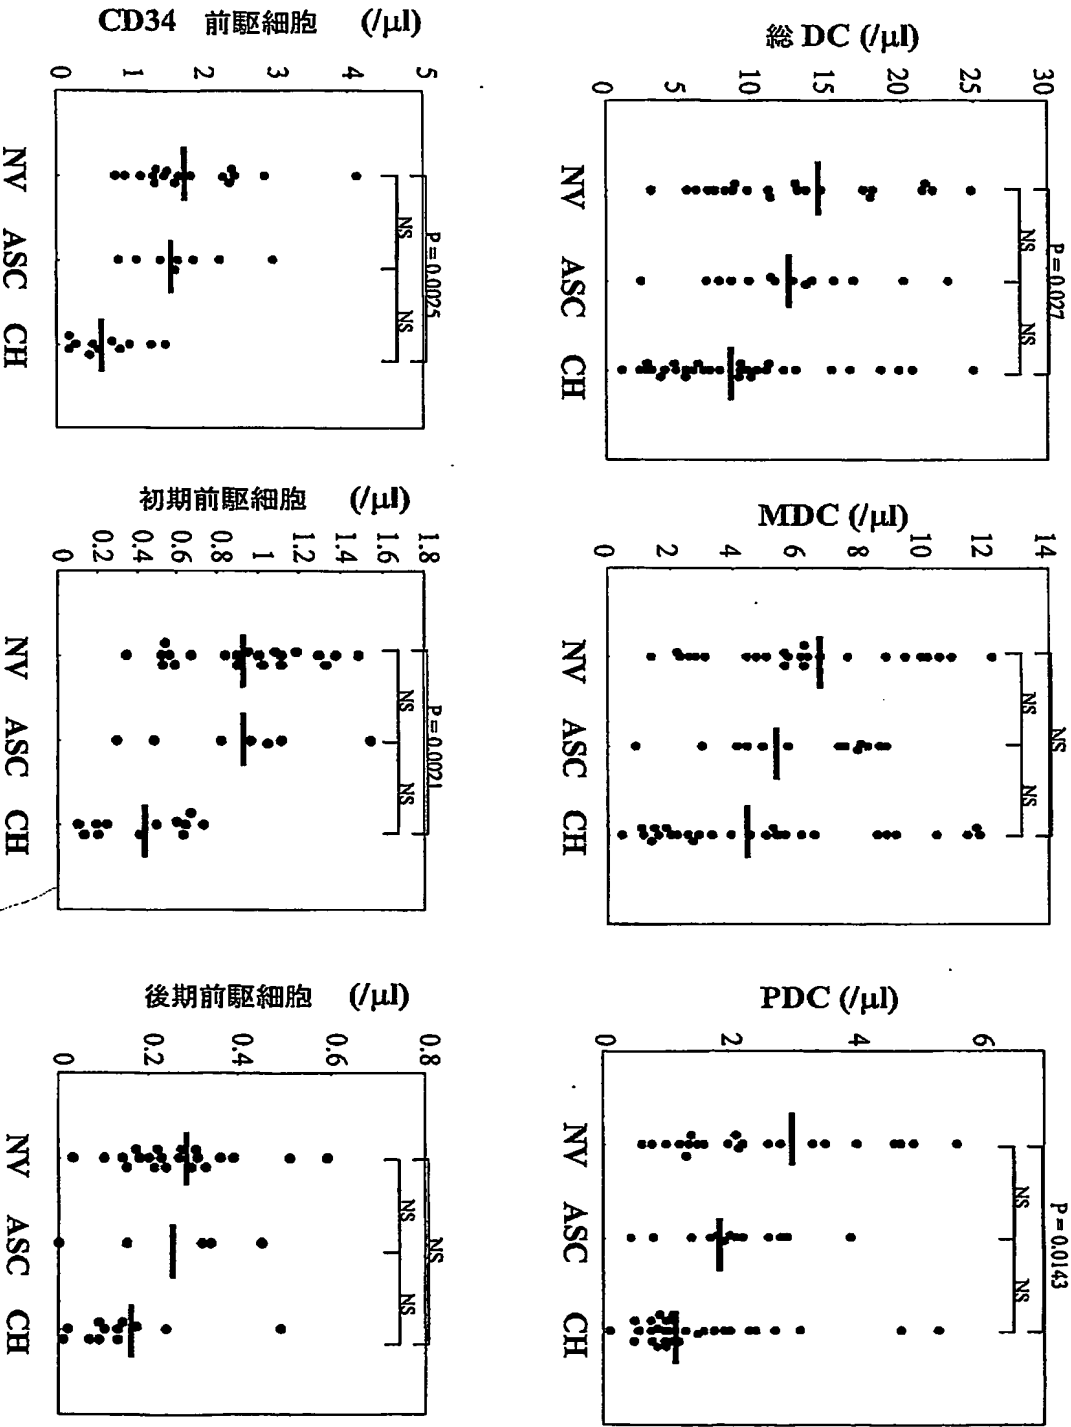 総 DC (/μl)
30
25
20
15
10
5
0
P = 0.027
NS
NS
NV
ASC
CH
MDC (/μl)
14
12
10
8
6
4
2
0
NS
NS
NS
NV
ASC
CH
PDC (/μl)
6
4
2
0
P = 0.0143
NS
NS
NV
ASC
CH
CD34 前駆細胞 (/μl)
5
4
3
2
1
0
P = 0.0025
NS
NS
NV
ASC
CH
初期前駆細胞 (/μl)
1.8
1.6
1.4
1.2
1
0.8
0.6
0.4
0.2
0
P = 0.0021
NS
NS
NV
ASC
CH
後期前駆細胞 (/μl)
0.8
0.6
0.4
0.2
0
NS
NS
NS
NV
ASC
CH